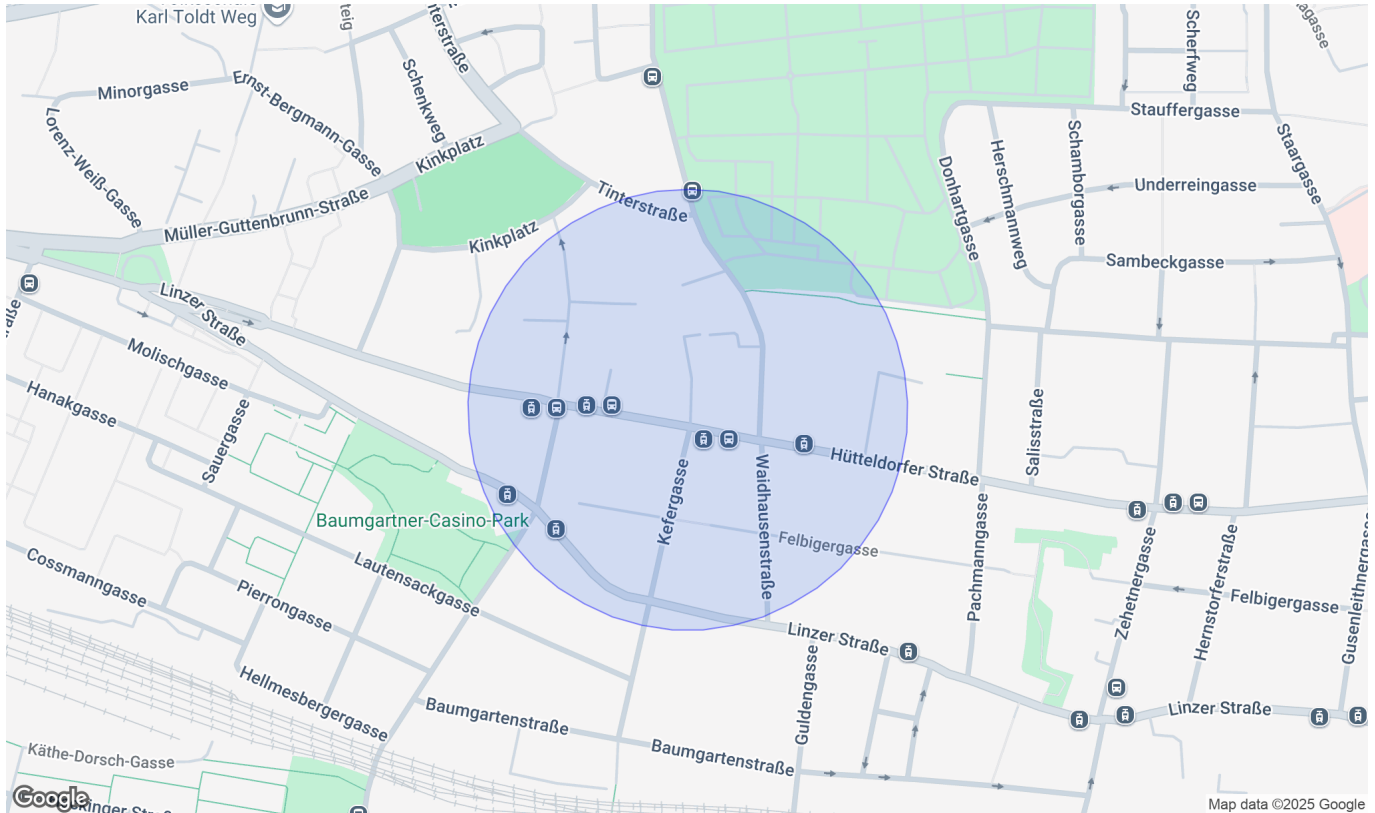 Karl Toldt Weg
Minorgasse
Ernst-Bergmann-Gasse
Schenkweg
Lorenz-Weiß-Gasse
Kinkplatz
Müller-Guttenbrunn-Straße
Kinkplatz
Tinterstraße
Scherfweg
Stauffergasse
Staargasse
Donhartgasse
Herschmannweg
Schamborgasse
Underreingasse
Sambeckgasse
Linzer Straße
Molischgasse
Hanakgasse
Sauergasse
Hütteldorfer Straße
Salisstraße
Baumgartner-Casino-Park
Kefergasse
Waidhausenstraße
Felbigergasse
Pachmanngasse
Zehetnergasse
Hernstorferstraße
Felbigergasse
Gusenleithnergasse
Cossmanngasse
Pierrongasse
Lautensackgasse
Hellmesbergergasse
Linzer Straße
Guldengasse
Baumgartenstraße
Baumgartenstraße
Linzer Straße
Käthe-Dorsch-Gasse
Google
Map data ©2025 Google